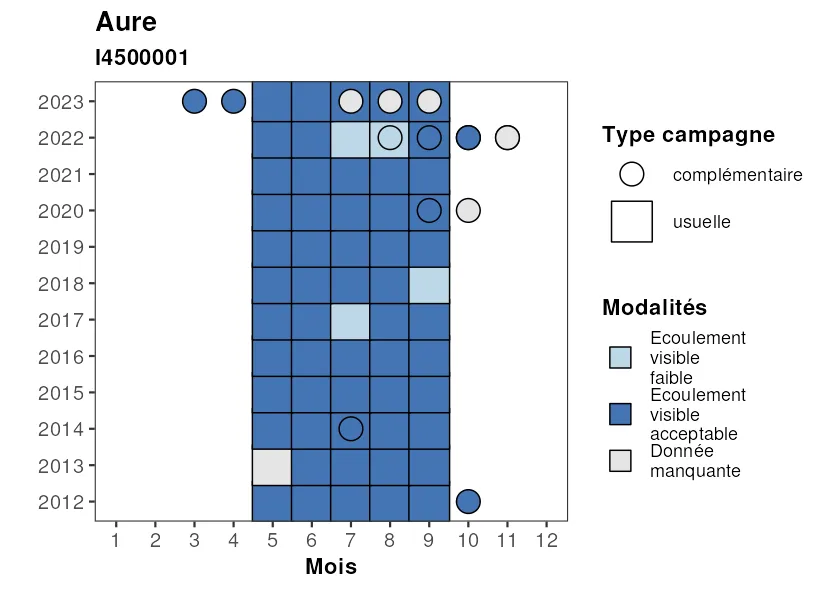 Aure
I4500001
2023
2022
2021
2020
2019
2018
2017
2016
2015
2014
2013
2012
1 2 3 4 5 6 7 8 9 10 11 12
Mois
Type campagne
complémentaire
usuelle
Modalités
Ecoulement
visible
faible
Ecoulement
visible
acceptable
Donnée
manquante